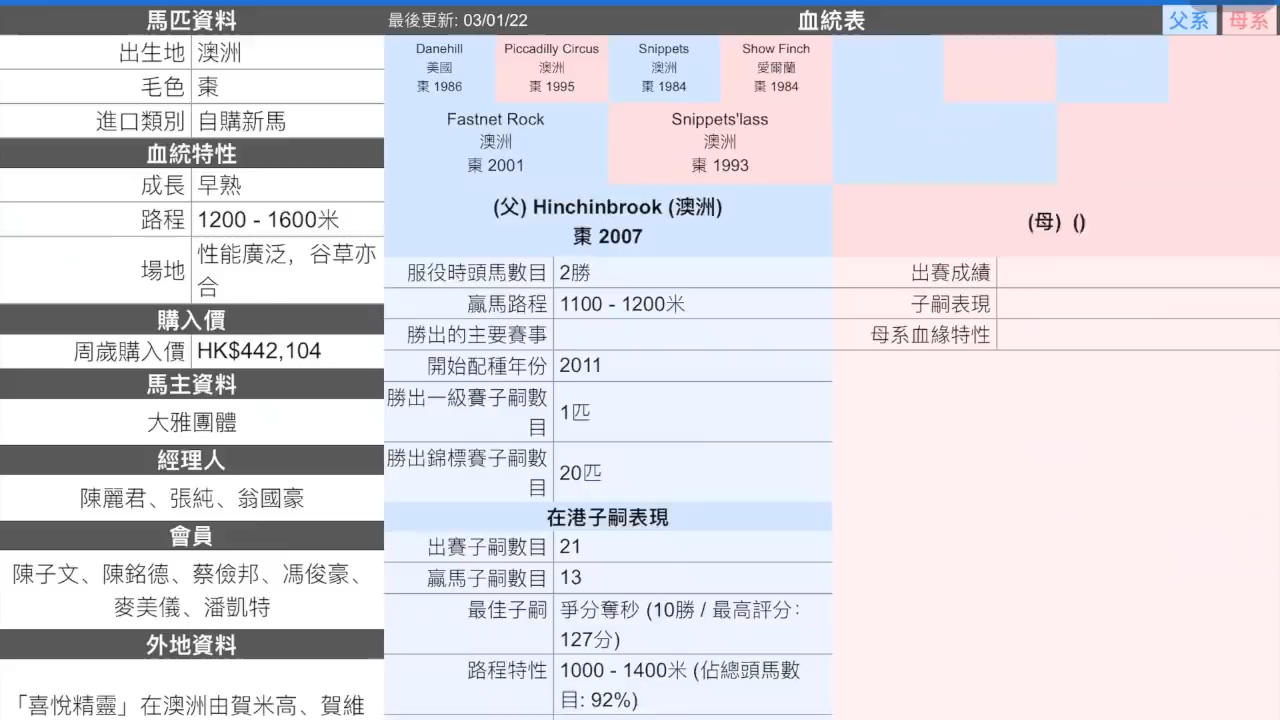 馬匹資料
出生地 澳洲
毛色 棗
進口類別 自購新馬
血統特性
成長 早熟
路程 1200 - 1600米
場地 性能廣泛，谷草亦
合
購入價
周歲購入價 HK$442,104
馬主資料
大雅團體
經理人
陳麗君、張純、翁國豪
會員
陳子文、陳銘德、蔡儉邦、馮俊豪、
麥美儀、潘凱特
外地資料
「喜悅精靈」在澳洲由賀米高、賀維
最後更新: 03/01/22 血統表 父系 母系
Danehill Piccadilly Circus Snippets Show Finch
美國 澳洲 澳洲 愛爾蘭
棗 1986 棗 1995 棗 1984 棗 1984
Fastnet Rock Snippets'lass
澳洲 澳洲
棗 2001 棗 1993
(父) Hinchinbrook (澳洲)
棗 2007
服役時頭馬數目 2勝
贏馬路程 1100 - 1200米
勝出的主要賽事
開始配種年份 2011
勝出一級賽子嗣數 1匹
目
勝出錦標賽子嗣數 20匹
目
在港子嗣表現
出賽子嗣數目 21
贏馬子嗣數目 13
最佳子嗣 爭分奪秒 (10勝 / 最高評分:
127分)
路程特性 1000 - 1400米 (佔總頭馬數
目: 92%)
(母) ()
出賽成績
子嗣表現
母系血緣特性